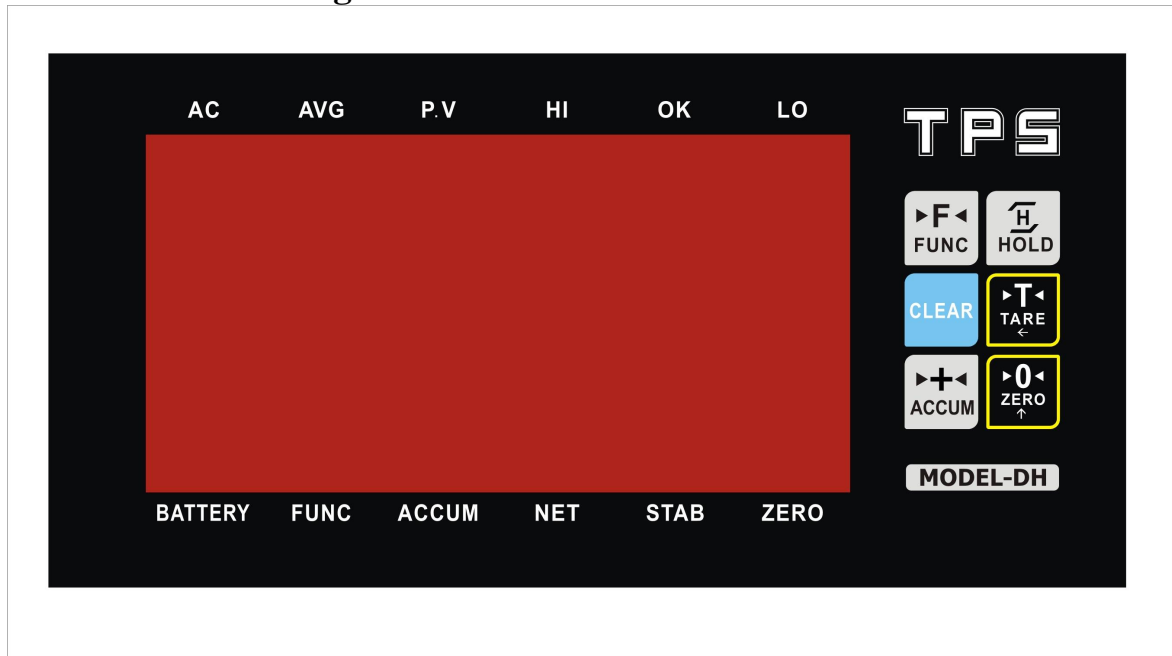 AC AVG P.V HI OK LO
TPS
▸F◂ H
FUNC HOLD
CLEAR ▸T◂
TARE
←
▸+◂ ▸0◂
ACCUM ZERO
↑
MODEL-DH
BATTERY FUNC ACCUM NET STAB ZERO